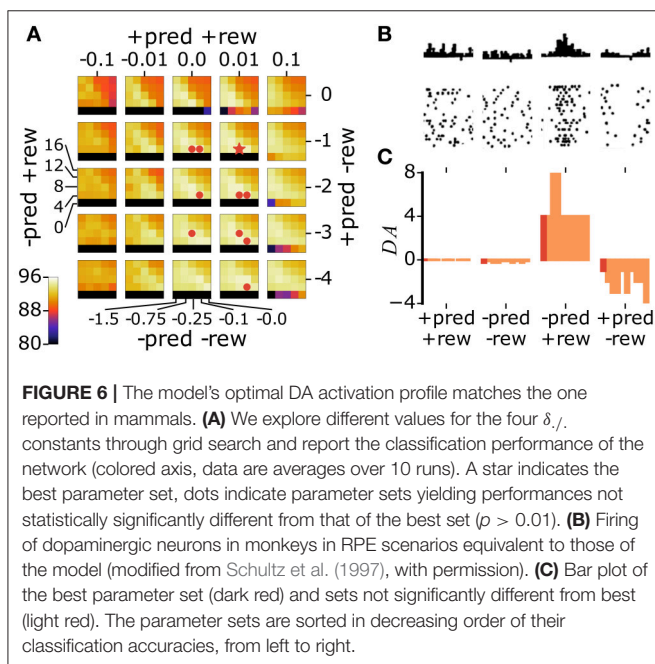 A
+pred +rew
-0.1 -0.01 0.0 0.01 0.1
0
-1
-2
-3
-4
+pred -rew
16
12
8
4
0
-pred +rew
96
88
80
-1.5 -0.75 -0.25 -0.1 -0.0
-pred -rew
B
C
8
4
0
−4
DA
+pred -pred -pred +pred
+rew -rew +rew -rew
FIGURE 6 | The model's optimal DA activation profile matches the one
reported in mammals. (A) We explore different values for the four δ./.
constants through grid search and report the classification performance of the
network (colored axis, data are averages over 10 runs). A star indicates the
best parameter set, dots indicate parameter sets yielding performances not
statistically significantly different from that of the best set (p > 0.01). (B) Firing
of dopaminergic neurons in monkeys in RPE scenarios equivalent to those of
the model (modified from Schultz et al. (1997), with permission). (C) Bar plot of
the best parameter set (dark red) and sets not significantly different from best
(light red). The parameter sets are sorted in decreasing order of their
classification accuracies, from left to right.